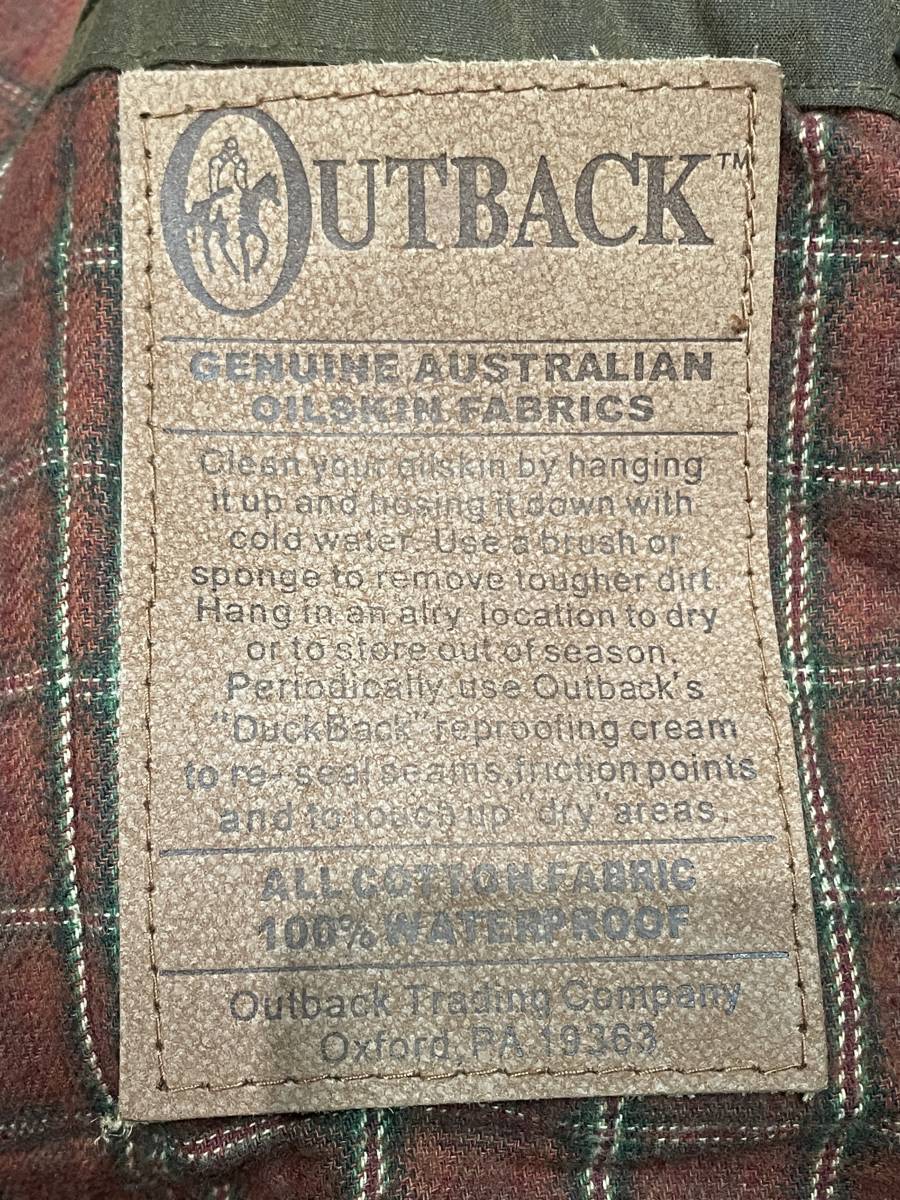 OUTBACK™
GENUINE AUSTRALIAN
OILSKIN FABRICS
Clean your oilskin by hanging
it up and hosing it down with
cold water. Use a brush or
sponge to remove tougher dirt.
Hang in an airy location to dry
or to store out of season.
Periodically use Outback's
"DuckBack" reproofing cream
to re- seal seams, friction points
and to touch up "dry" areas.
ALL COTTON FABRIC
100% WATERPROOF
Outback Trading Company
Oxford, PA 19363